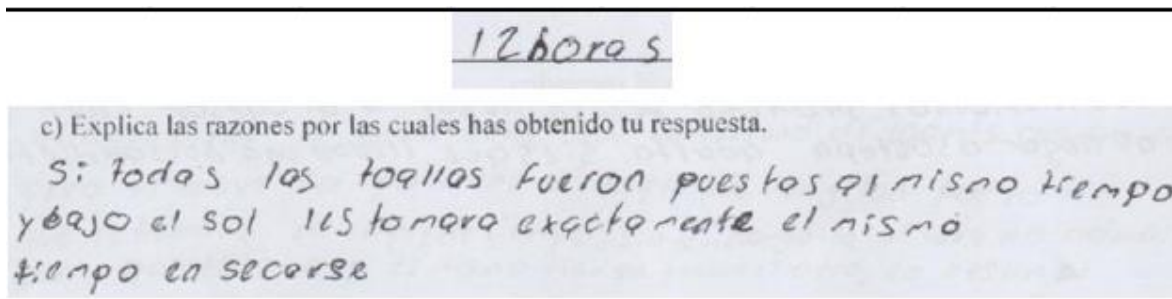 12horas
c) Explica las razones por las cuales has obtenido tu respuesta.
Si todas las toallas fueron puestas al mismo tiempo
y bajo el sol les tomara exactamente el mismo
tiempo en secarse